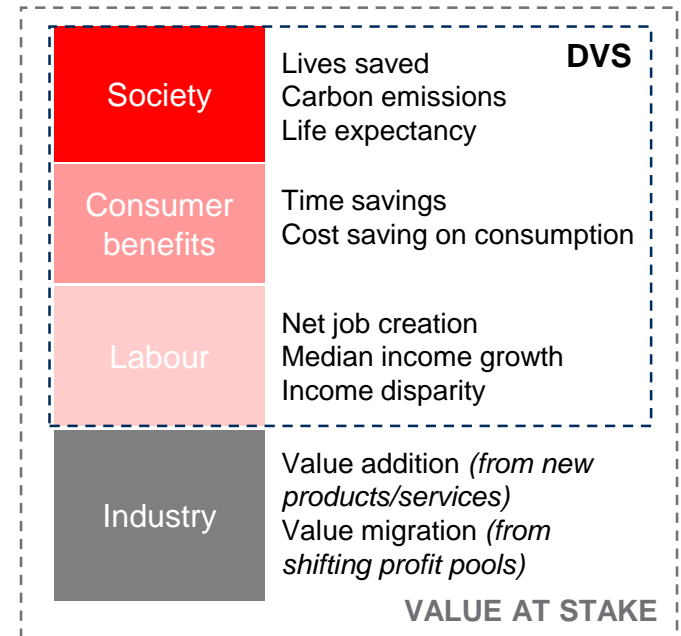 DVS
Society
Lives saved
Carbon emissions
Life expectancy
Consumer
benefits
Time savings
Cost saving on consumption
Labour
Net job creation
Median income growth
Income disparity
Industry
Value addition (from new
products/services)
Value migration (from
shifting profit pools)
VALUE AT STAKE